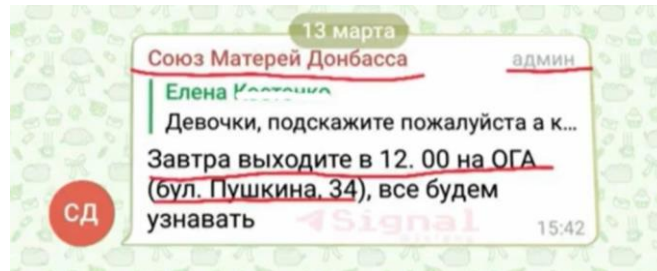 13 марта
Союз Матерей Донбасса админ
Елена
Девочки, подскажите пожалуйста а к...
Завтра выходите в 12. 00 на ОГА
(бул. Пушкина, 34), все будем
узнавать
СД
Signal
15:42